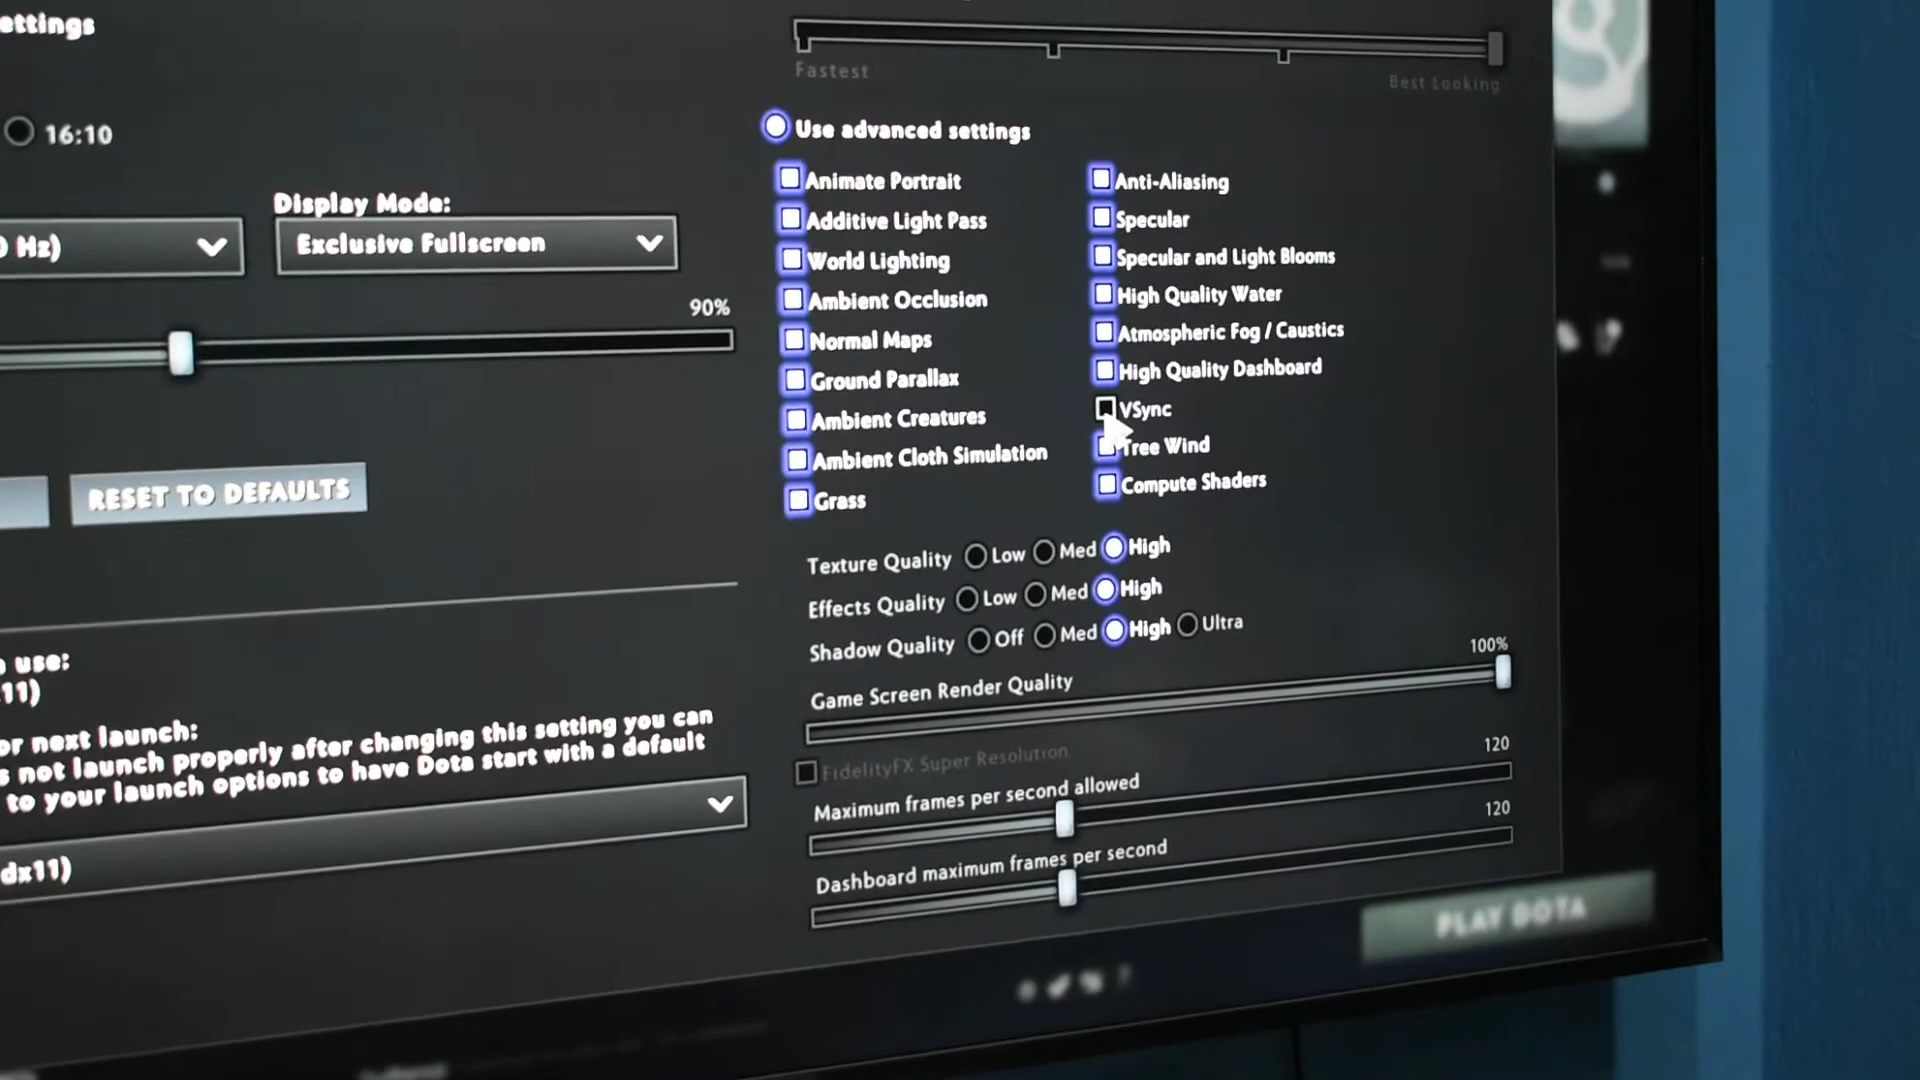 ettings
16:10
Display Mode:
Hz)
Exclusive Fullscreen
90%
RESET TO DEFAULTS
use:
11)
or next launch:
s not launch properly after changing this setting you can
to your launch options to have Dota start with a default
dx11)
Fastest
Best Looking
Use advanced settings
Animate Portrait
Additive Light Pass
World Lighting
Ambient Occlusion
Normal Maps
Ground Parallax
Ambient Creatures
Ambient Cloth Simulation
Grass
Anti-Aliasing
Specular
Specular and Light Blooms
High Quality Water
Atmospheric Fog / Caustics
High Quality Dashboard
VSync
Tree Wind
Compute Shaders
Texture Quality Low Med High
Effects Quality Low Med High
Shadow Quality Off Med High Ultra
Game Screen Render Quality 100%
FidelityFX Super Resolution
Maximum frames per second allowed 120
Dashboard maximum frames per second 120
PLAY DOTA